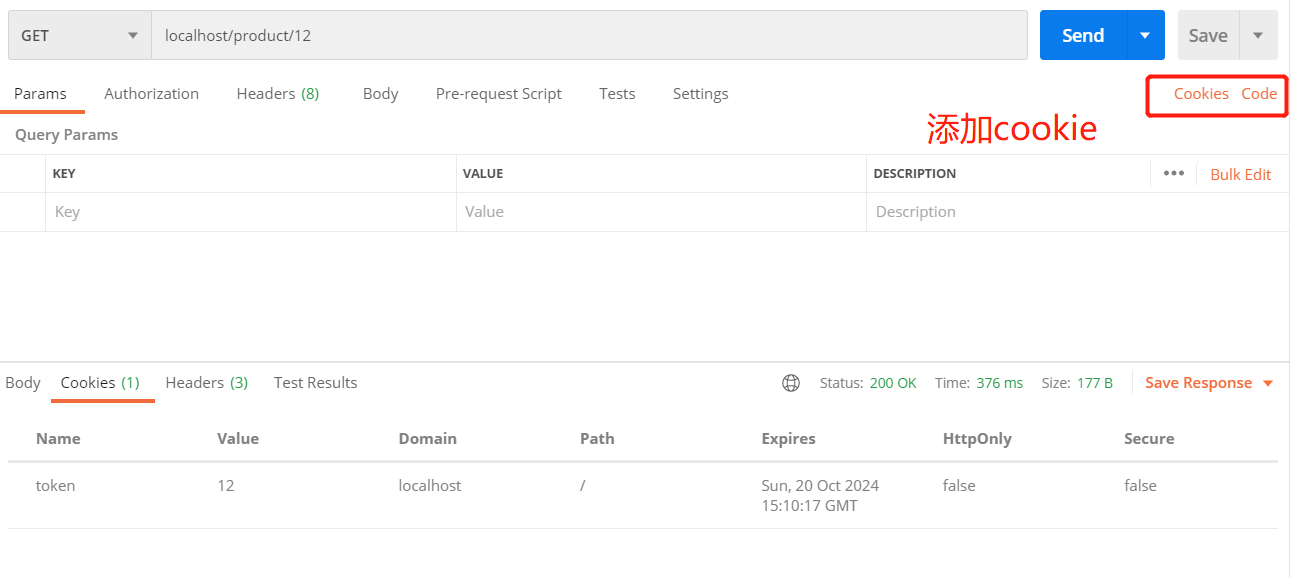 GET localhost/product/12 Send Save
Params Authorization Headers (8) Body Pre-request Script Tests Settings Cookies Code
添加cookie
Query Params
KEY VALUE DESCRIPTION ••• Bulk Edit
Key Value Description
Body Cookies (1) Headers (3) Test Results Status: 200 OK Time: 376 ms Size: 177 B Save Response
Name Value Domain Path Expires HttpOnly Secure
token 12 localhost / Sun, 20 Oct 2024 false false
15:10:17 GMT